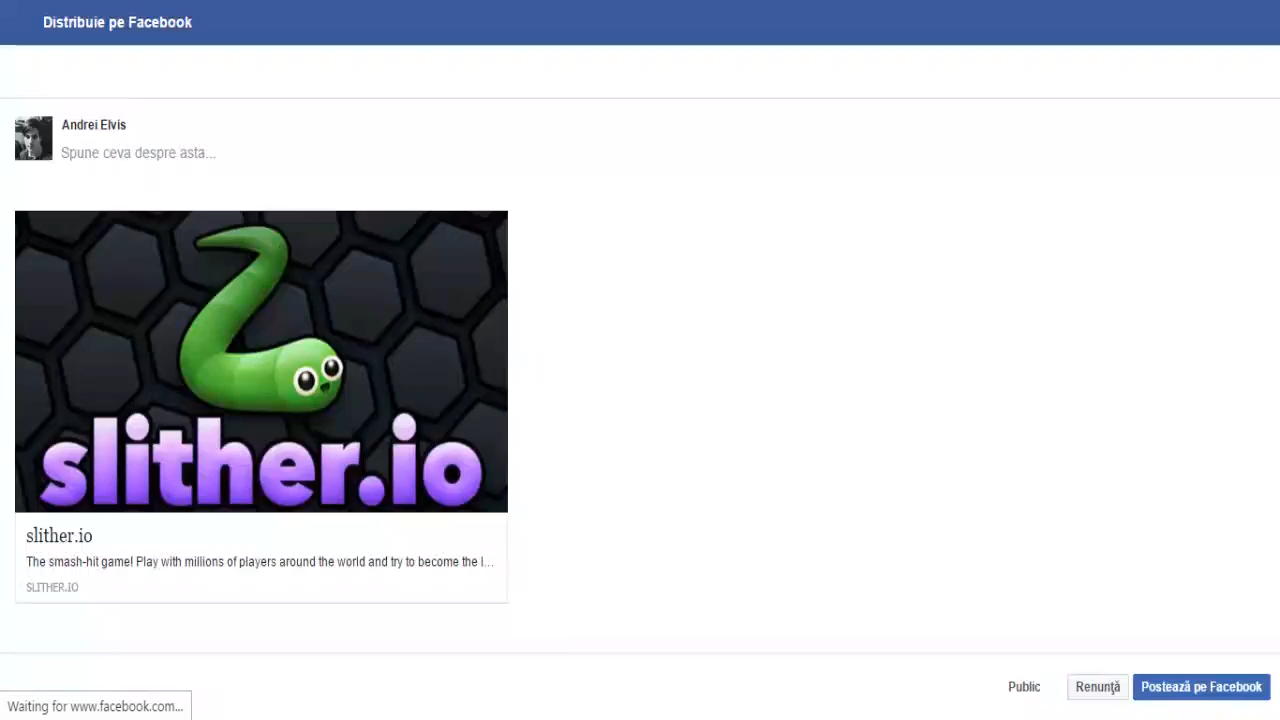 Distribuie pe Facebook
Andrei Elvis
Spune ceva despre asta...
slither.io
slither.io
The smash-hit game! Play with millions of players around the world and try to become the l...
SLITHER.IO
Public
Renunţă
Postează pe Facebook
Waiting for www.facebook.com...